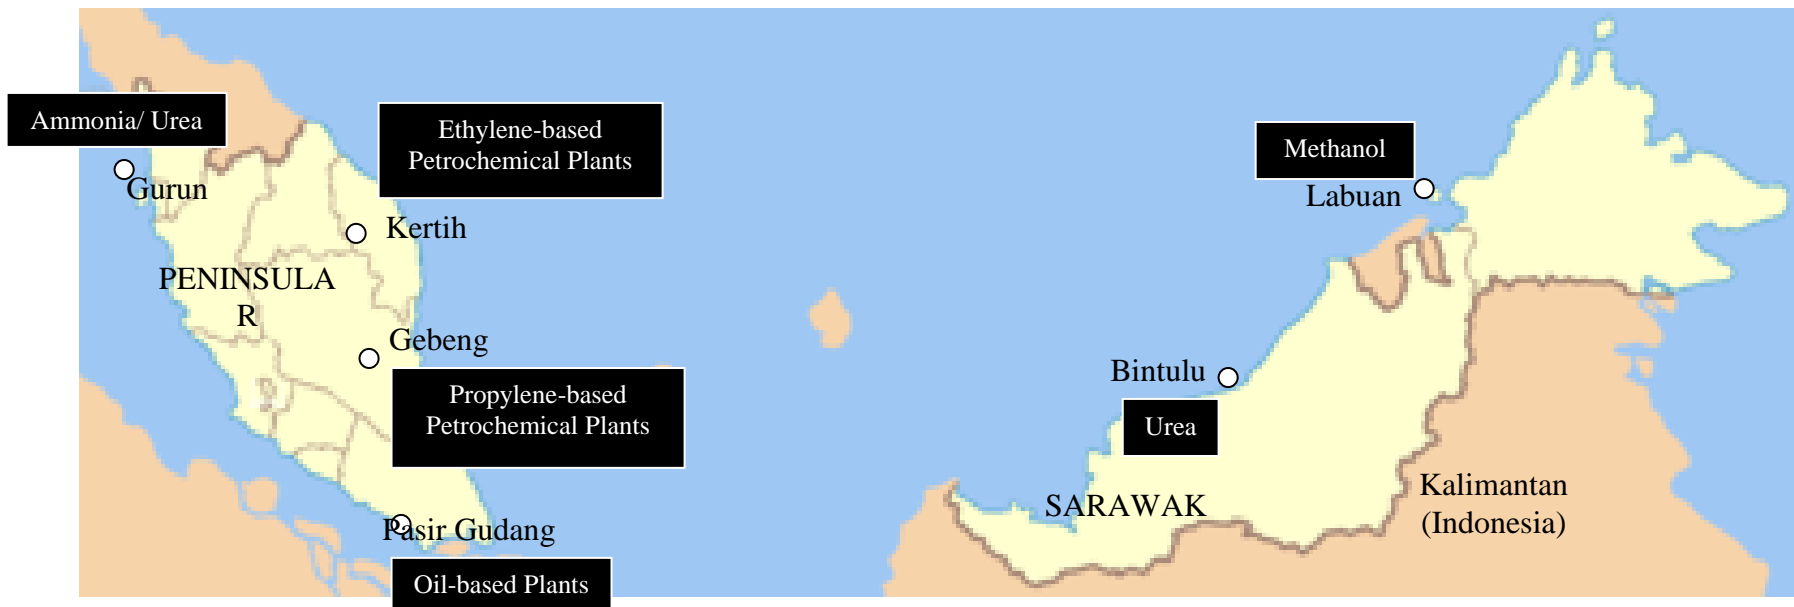 Ammonia/ Urea
Gurun
Ethylene-based
Petrochemical Plants
Kertih
PENINSULA
R
Gebeng
Propylene-based
Petrochemical Plants
Pasir Gudang
Oil-based Plants
Methanol
Labuan
Bintulu
Urea
SARAWAK
Kalimantan
(Indonesia)